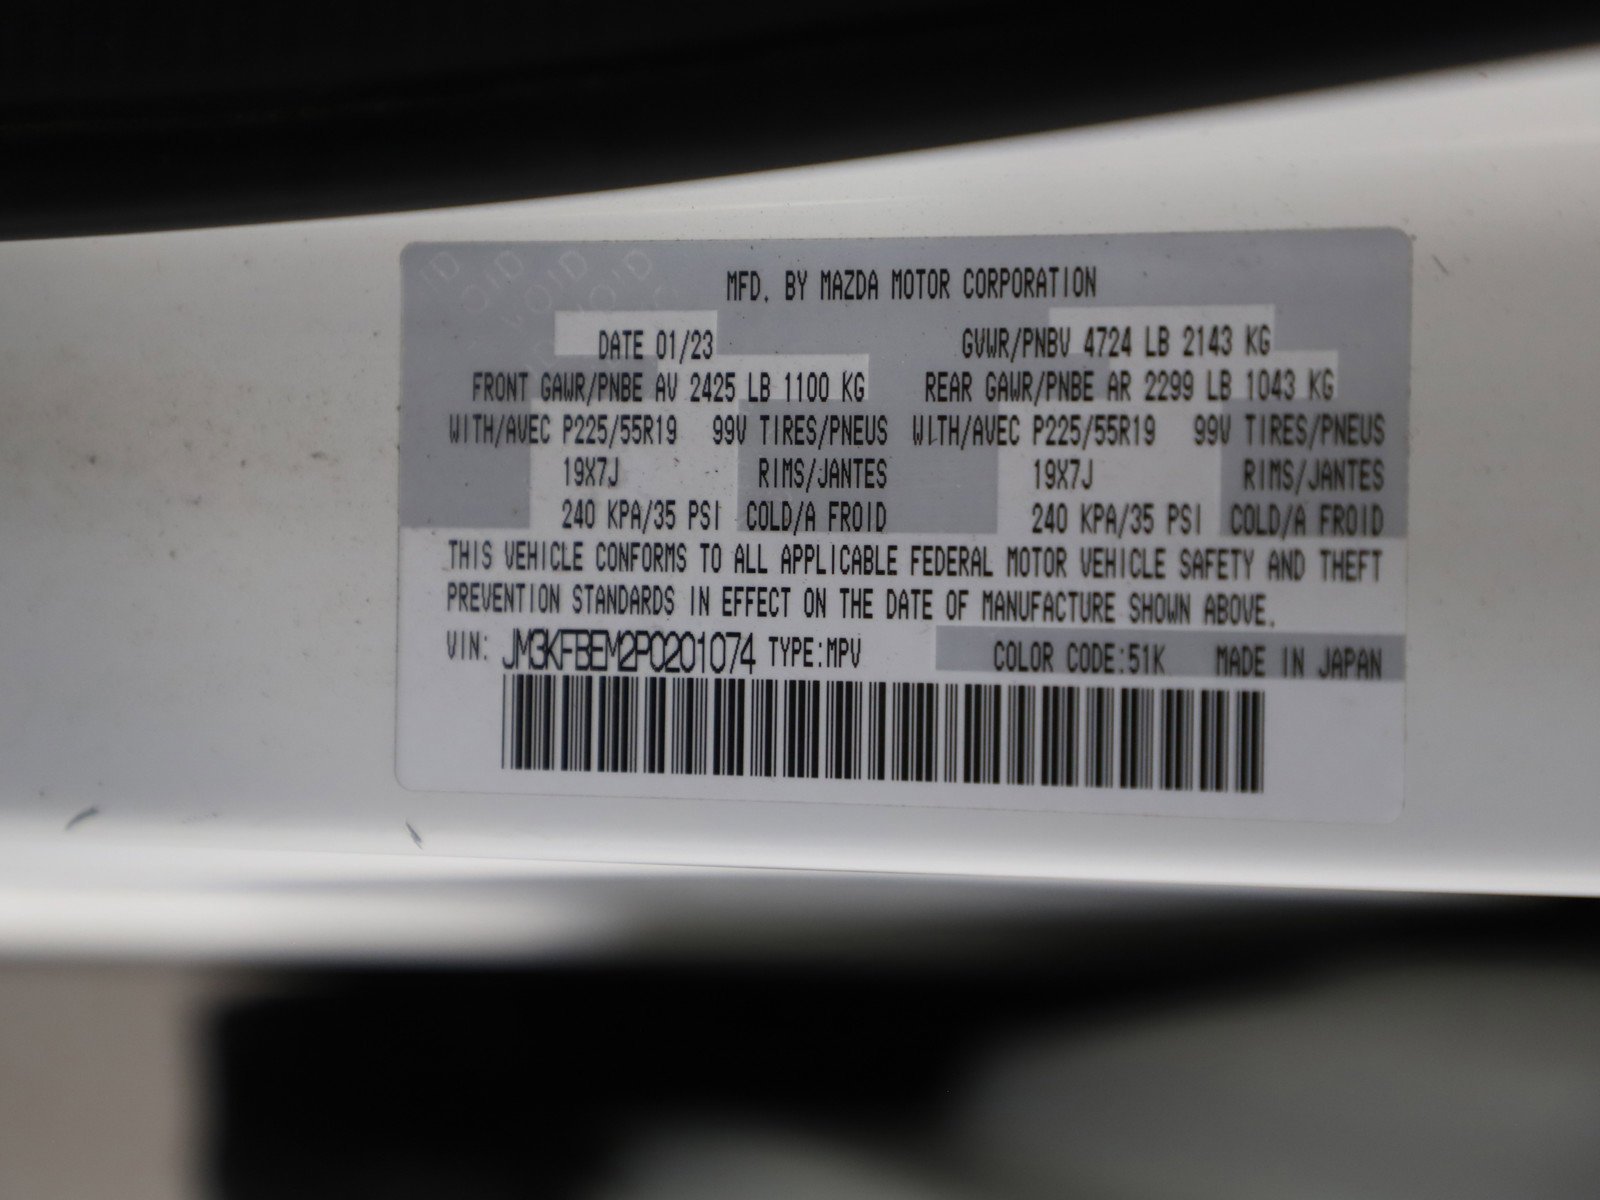 MFD. BY MAZDA MOTOR CORPORATION
DATE 01/23 GVWR/PNBV 4724 LB 2143 KG
FRONT GAWR/PNBE AV 2425 LB 1100 KG REAR GAWR/PNBE AR 2299 LB 1043 KG
WITH/AVEC P225/55R19 99V TIRES/PNEUS WITH/AVEC P225/55R19 99V TIRES/PNEUS
19X7J RIMS/JANTES 19X7J RIMS/JANTES
240 KPA/35 PSI COLD/A FROID 240 KPA/35 PSI COLD/A FROID
THIS VEHICLE CONFORMS TO ALL APPLICABLE FEDERAL MOTOR VEHICLE SAFETY AND THEFT
PREVENTION STANDARDS IN EFFECT ON THE DATE OF MANUFACTURE SHOWN ABOVE.
VIN: JM3KFBEM2P0201074 TYPE:MPV COLOR CODE:51K MADE IN JAPAN